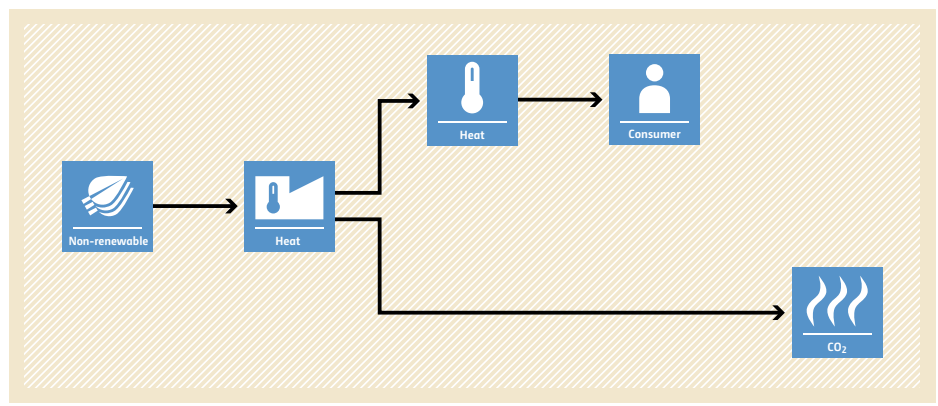 Heat
Consumer
Non-renewable
Heat
CO₂